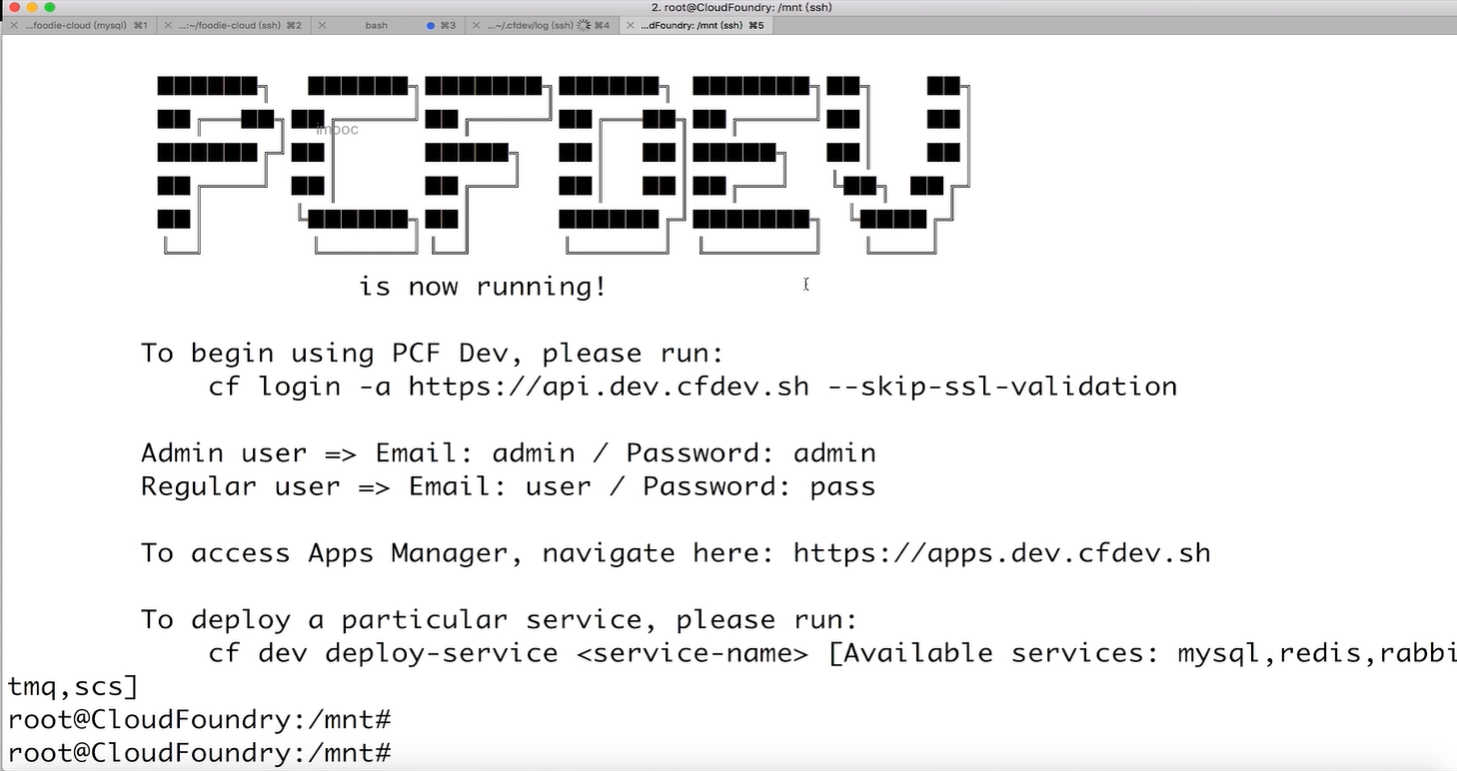 2. root@CloudFoundry: /mnt (ssh)
...foodie-cloud (mysql) ⌘1
...:~/foodie-cloud (ssh) ⌘2
bash ⌘3
...~/.cfdev/log (ssh) ⌘4
...dFoundry: /mnt (ssh) ⌘5
PCFDEV
imooc
is now running!
To begin using PCF Dev, please run:
cf login -a https://api.dev.cfdev.sh --skip-ssl-validation
Admin user => Email: admin / Password: admin
Regular user => Email: user / Password: pass
To access Apps Manager, navigate here: https://apps.dev.cfdev.sh
To deploy a particular service, please run:
cf dev deploy-service <service-name> [Available services: mysql,redis,rabbi
tmq,scs]
root@CloudFoundry:/mnt#
root@CloudFoundry:/mnt#